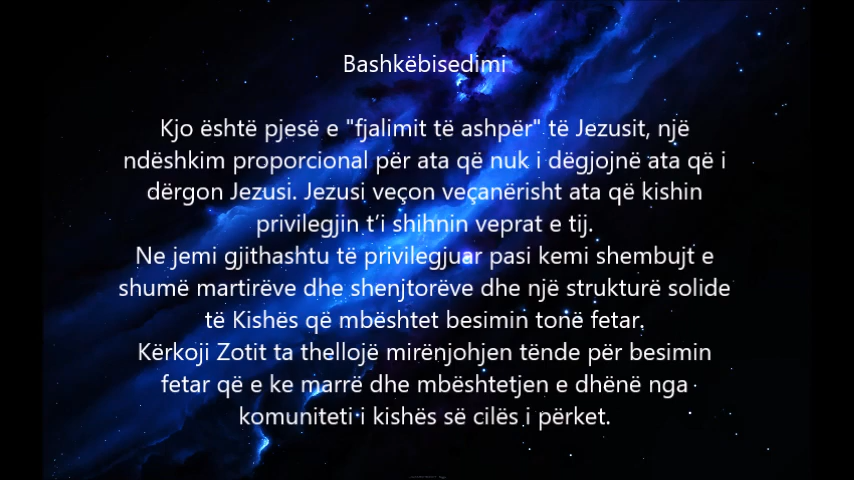 Bashkëbisedimi
Kjo është pjesë e "fjalimit të ashpër" të Jezusit, një
ndëshkim proporcional për ata që nuk i dëgjojnë ata që i
dërgon Jezusi. Jezusi veçon veçanërisht ata që kishin
privilegjin t’i shihnin veprat e tij.
Ne jemi gjithashtu të privilegjuar pasi kemi shembujt e
shumë martirëve dhe shenjtorëve dhe një strukturë solide
të Kishës që mbështet besimin tonë fetar.
Kërkoji Zotit ta thellojë mirënjohjen tënde për besimin
fetar që e ke marrë dhe mbështetjen e dhënë nga
komuniteti i kishës së cilës i përket.